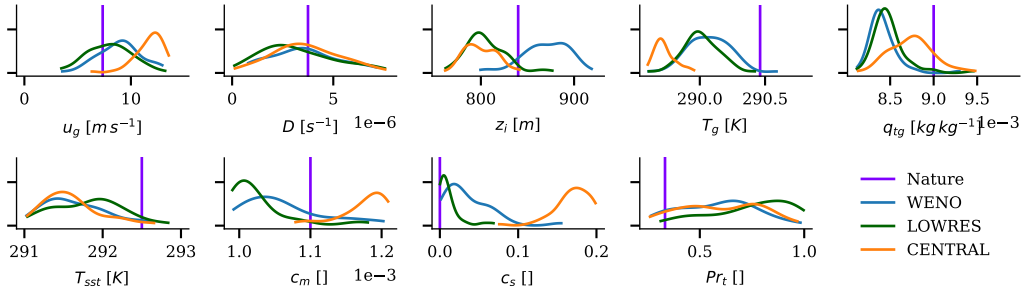 0 10
u_g [m s⁻¹]
0 5
1e−6
D [s⁻¹]
800 900
z_i [m]
290.0 290.5
T_g [K]
8.5 9.0 9.5
1e−3
q_tg [kg kg⁻¹]
291 292 293
T_sst [K]
1.0 1.1 1.2
1e−3
c_m []
0.0 0.1 0.2
c_s []
0.5 1.0
Pr_t []
Nature
WENO
LOWRES
CENTRAL